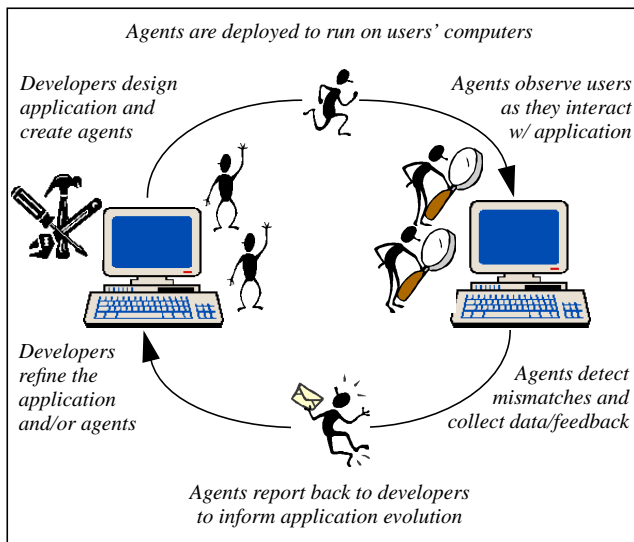 Agents are deployed to run on users’ computers
Developers design
application and
create agents
Agents observe users
as they interact
w/ application
Developers
refine the
application
and/or agents
Agents detect
mismatches and
collect data/feedback
Agents report back to developers
to inform application evolution